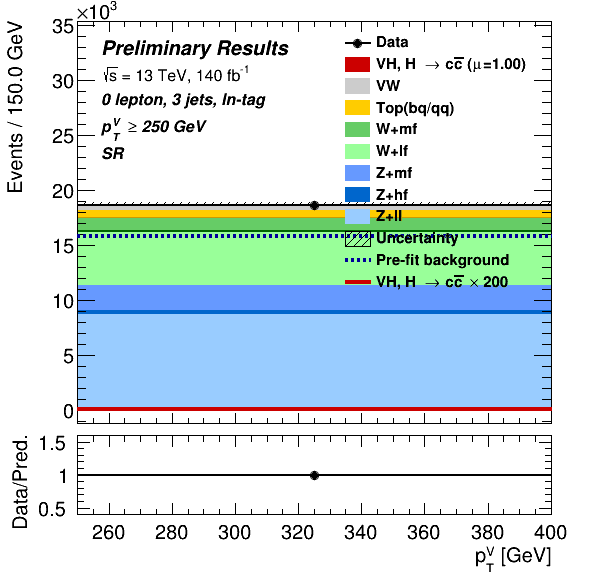 ×10³
35
30
25
20
15
10
5
0
Events / 150.0 GeV
Preliminary Results
√s = 13 TeV, 140 fb⁻¹
0 lepton, 3 jets, ln-tag
p_T^V ≥ 250 GeV
SR
Data
VH, H → cc̅ (μ=1.00)
VW
Top(bq/qq)
W+mf
W+lf
Z+mf
Z+hf
Z+ll
Uncertainty
Pre-fit background
VH, H → cc̅ × 200
1.5
1
0.5
Data/Pred.
260 280 300 320 340 360 380 400
p_T^V [GeV]